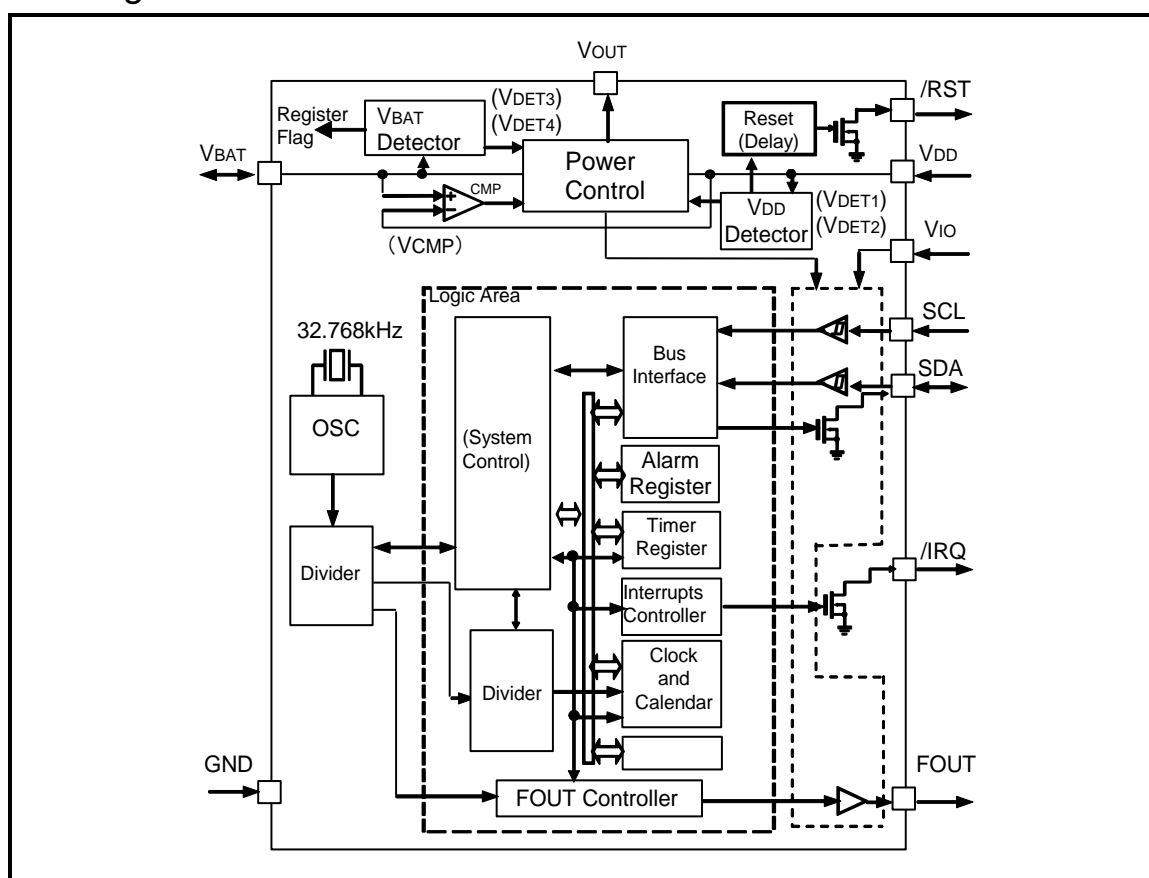 VOUT
/RST
Register
Flag
VBAT
Detector
(VDET3)
(VDET4)
Reset
(Delay)
VBAT
Power
Control
VDD
CMP
+
−
(VCMP)
VDD
Detector
(VDET1)
(VDET2)
VIO
Logic Area
32.768kHz
SCL
Bus
Interface
SDA
OSC
(System
Control)
Alarm
Register
Timer
Register
/IRQ
Divider
Interrupts
Controller
Divider
Clock
and
Calendar
GND
FOUT
FOUT Controller